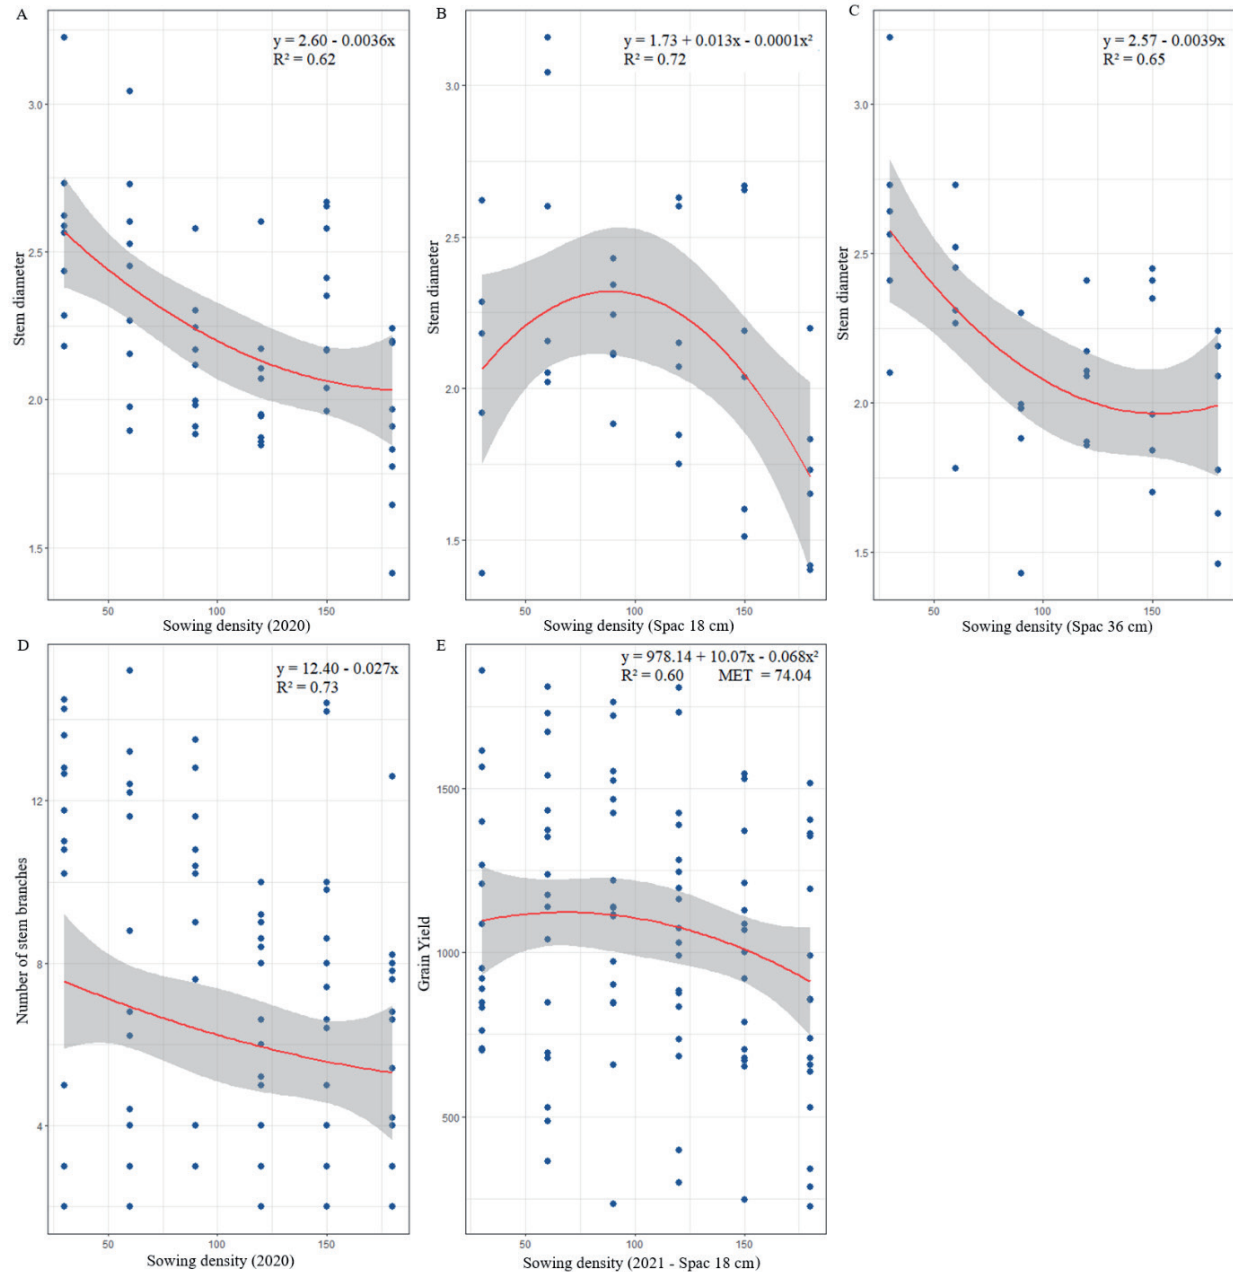 A
y = 2.60 - 0.0036x
R² = 0.62
3.0
2.5
2.0
1.5
Stem diameter
50
100
150
Sowing density (2020)
B
y = 1.73 + 0.013x - 0.0001x²
R² = 0.72
3.0
2.5
2.0
1.5
Stem diameter
50
100
150
Sowing density (Spac 18 cm)
C
y = 2.57 - 0.0039x
R² = 0.65
3.0
2.5
2.0
1.5
Stem diameter
50
100
150
Sowing density (Spac 36 cm)
D
y = 12.40 - 0.027x
R² = 0.73
12
8
4
Number of stem branches
50
100
150
Sowing density (2020)
E
y = 978.14 + 10.07x - 0.068x²
R² = 0.60 MET = 74.04
1500
1000
500
Grain Yield
50
100
150
Sowing density (2021 - Spac 18 cm)